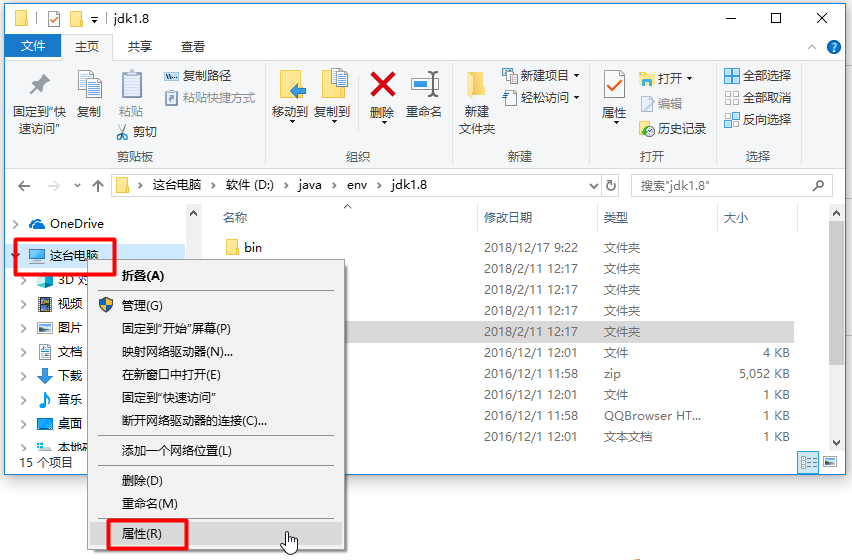 jdk1.8
文件 主页 共享 查看
固定到"快速访问"
复制
粘贴
复制路径
粘贴快捷方式
剪切
剪贴板
移动到
复制到
删除
重命名
组织
新建文件夹
新建项目
轻松访问
新建
属性
打开
编辑
历史记录
打开
全部选择
全部取消
反向选择
选择
这台电脑 > 软件 (D:) > java > env > jdk1.8
搜索"jdk1.8"
OneDrive
这台电脑
3D 对
视频
图片
文档
下载
音乐
桌面
15 个项目
名称 修改日期 类型 大小
bin 2018/12/17 9:22 文件夹
2018/2/11 12:17 文件夹
2018/2/11 12:17 文件夹
2018/2/11 12:17 文件夹
2018/2/11 12:17 文件夹
2016/12/1 12:01 文件 4 KB
2016/12/1 11:58 zip 5,052 KB
2016/12/1 12:01 文件 1 KB
2016/12/1 11:58 QQBrowser HT... 1 KB
2016/12/1 12:01 文本文档 1 KB
折叠(A)
管理(G)
固定到"开始"屏幕(P)
映射网络驱动器(N)...
在新窗口中打开(E)
固定到"快速访问"
断开网络驱动器的连接(C)...
添加一个网络位置(L)
删除(D)
重命名(M)
属性(R)